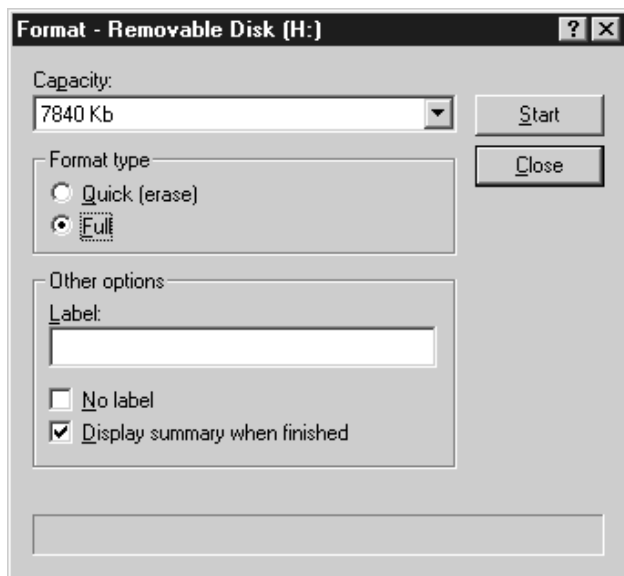 Format - Removable Disk (H:)
Capacity:
7840 Kb
Start
Format type
Close
Quick (erase)
Full
Other options
Label:
No label
Display summary when finished